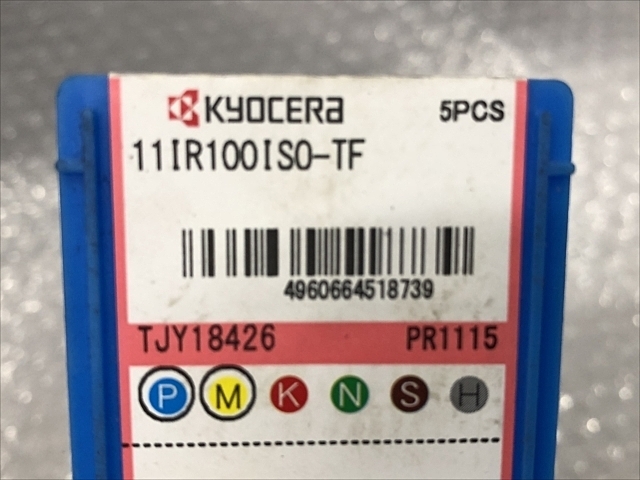 KYOCERA 5PCS
11IR100ISO-TF
4960664518739
TJY18426 PR1115
P M K N S H